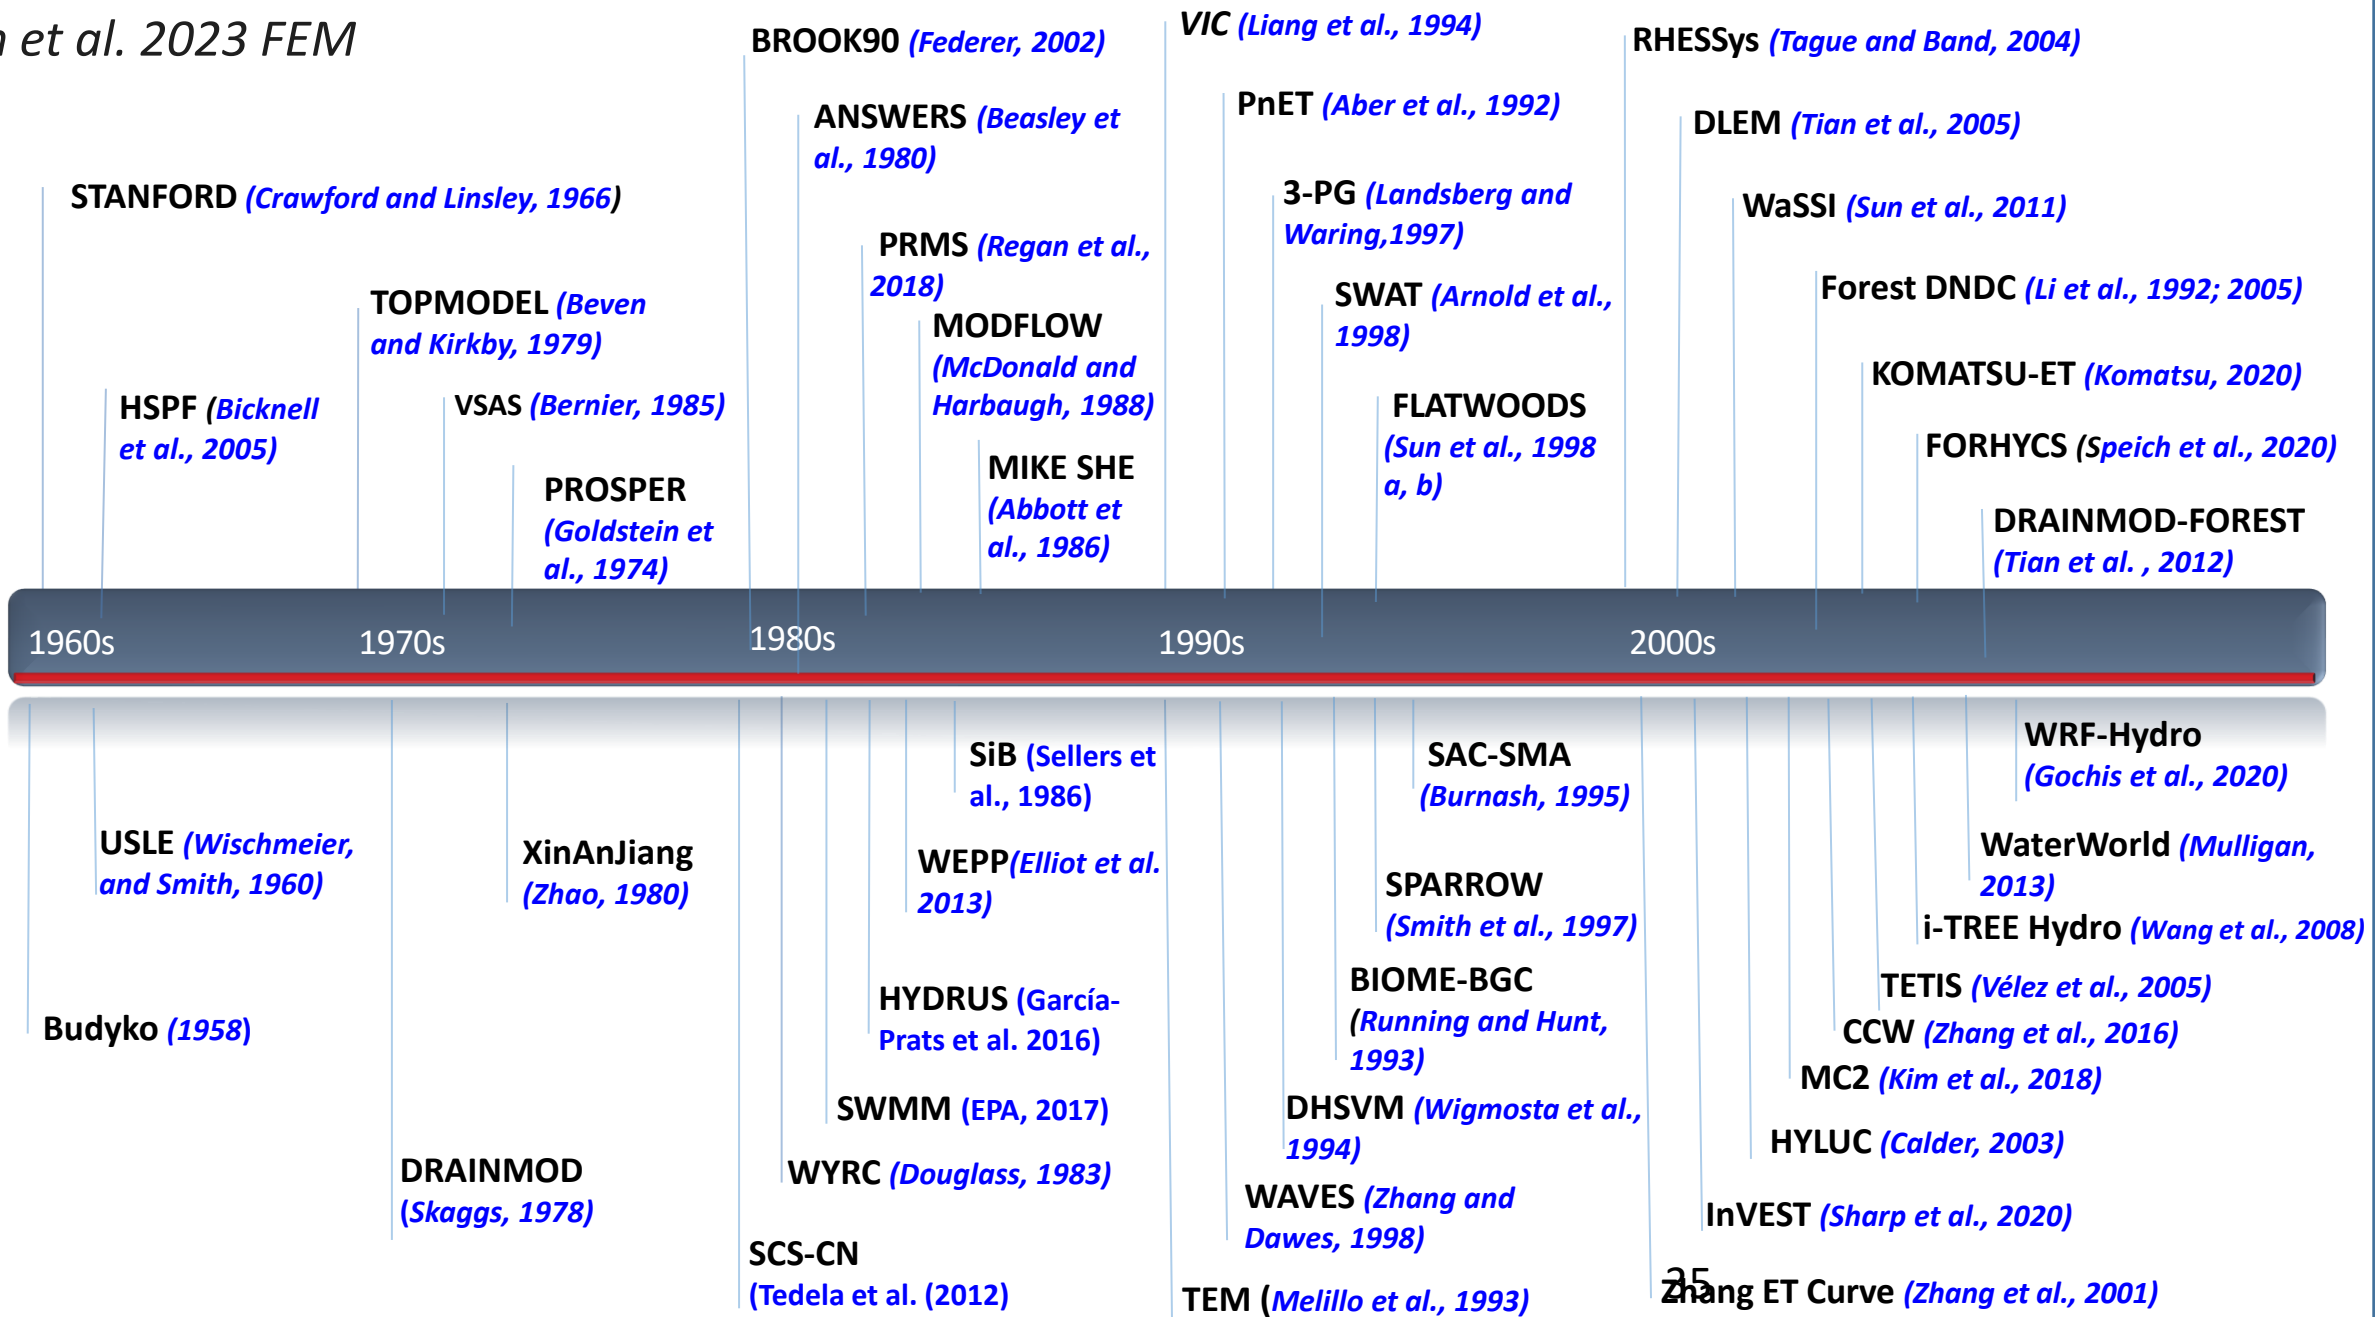 et al. 2023 FEM
BROOK90 (Federer, 2002)
VIC (Liang et al., 1994)
RHESSys (Tague and Band, 2004)
ANSWERS (Beasley et
al., 1980)
PnET (Aber et al., 1992)
DLEM (Tian et al., 2005)
STANFORD (Crawford and Linsley, 1966)
3-PG (Landsberg and
Waring,1997)
WaSSI (Sun et al., 2011)
PRMS (Regan et al.,
2018)
TOPMODEL (Beven
and Kirkby, 1979)
MODFLOW
(McDonald and
Harbaugh, 1988)
SWAT (Arnold et al.,
1998)
Forest DNDC (Li et al., 1992; 2005)
HSPF (Bicknell
et al., 2005)
VSAS (Bernier, 1985)
FLATWOODS
(Sun et al., 1998
a, b)
KOMATSU-ET (Komatsu, 2020)
PROSPER
(Goldstein et
al., 1974)
MIKE SHE
(Abbott et
al., 1986)
FORHYCS (Speich et al., 2020)
DRAINMOD-FOREST
(Tian et al. , 2012)
1960s
1970s
1980s
1990s
2000s
SiB (Sellers et
al., 1986)
SAC-SMA
(Burnash, 1995)
WRF-Hydro
(Gochis et al., 2020)
USLE (Wischmeier,
and Smith, 1960)
XinAnJiang
(Zhao, 1980)
WEPP(Elliot et al.
2013)
SPARROW
(Smith et al., 1997)
WaterWorld (Mulligan,
2013)
i-TREE Hydro (Wang et al., 2008)
Budyko (1958)
HYDRUS (García-
Prats et al. 2016)
BIOME-BGC
(Running and Hunt,
1993)
TETIS (Vélez et al., 2005)
CCW (Zhang et al., 2016)
MC2 (Kim et al., 2018)
SWMM (EPA, 2017)
DHSVM (Wigmosta et al.,
1994)
HYLUC (Calder, 2003)
DRAINMOD
(Skaggs, 1978)
WYRC (Douglass, 1983)
WAVES (Zhang and
Dawes, 1998)
InVEST (Sharp et al., 2020)
SCS-CN
(Tedela et al. (2012)
TEM (Melillo et al., 1993)
Zhang ET Curve (Zhang et al., 2001)